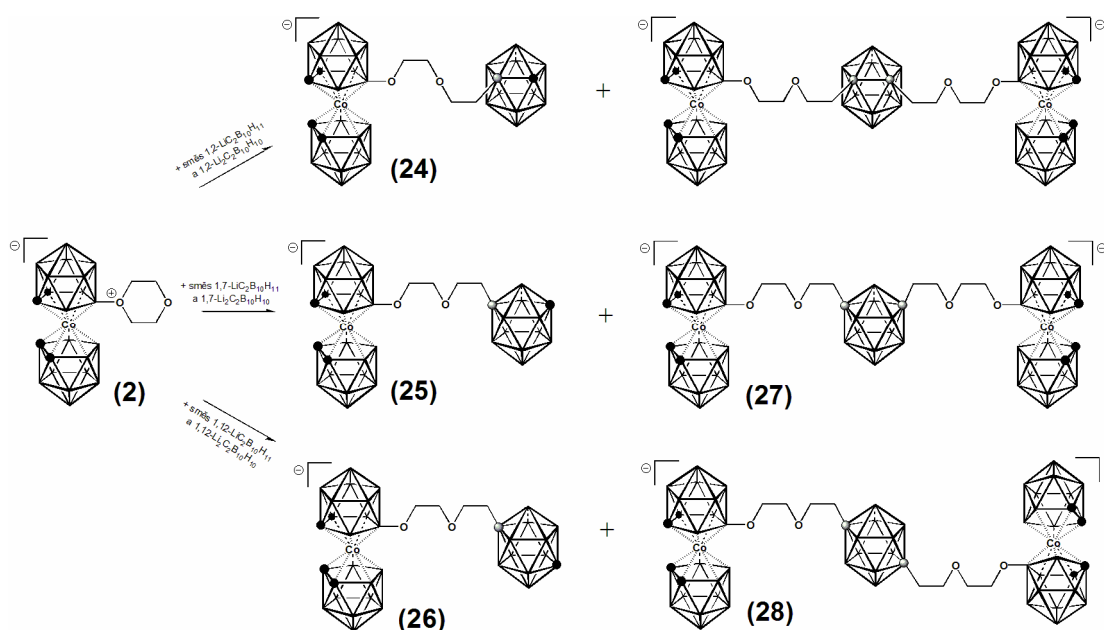 + směs 1,2-LiC₂B₁₀H₁₁
a 1,2-Li₂C₂B₁₀H₁₀
⊖
O
O
Co
(24)
+
⊖
O
O
O
O
⊖
Co
Co
⊖
⊕
O
O
Co
(2)
+ směs 1,7-LiC₂B₁₀H₁₁
a 1,7-Li₂C₂B₁₀H₁₀
⊖
O
O
Co
(25)
+
⊖
O
O
O
O
⊖
Co
Co
(27)
+ směs 1,12-LiC₂B₁₀H₁₁
a 1,12-Li₂C₂B₁₀H₁₀
⊖
O
O
Co
(26)
+
⊖
O
O
Co
O
O
⊖
Co
(28)